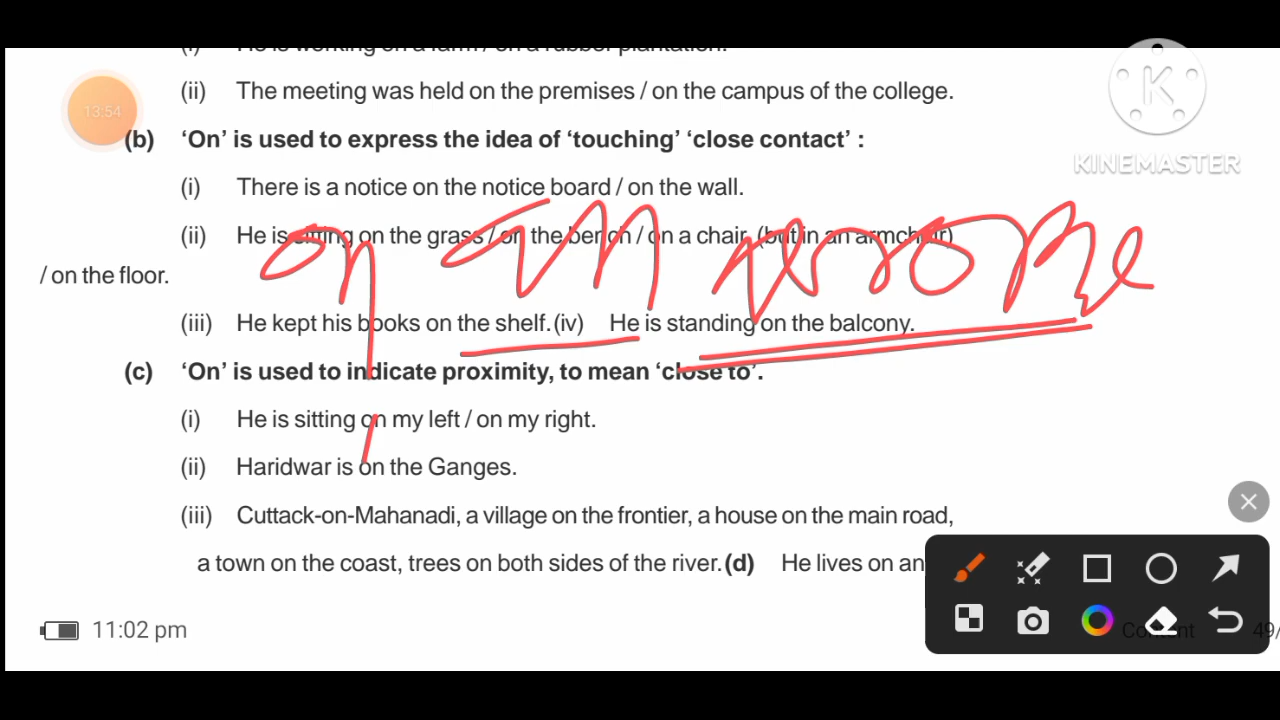 (ii) The meeting was held on the premises / on the campus of the college.
13:54
KINEMASTER
(b) ‘On’ is used to express the idea of ‘touching’ ‘close contact’ :
(i) There is a notice on the notice board / on the wall.
(ii) He is sitting on the grass / on the bench / on a chair, (but in an armchair)
/ on the floor.
(iii) He kept his books on the shelf.(iv) He is standing on the balcony.
(c) ‘On’ is used to indicate proximity, to mean ‘close to’.
(i) He is sitting on my left / on my right.
(ii) Haridwar is on the Ganges.
(iii) Cuttack-on-Mahanadi, a village on the frontier, a house on the main road,
a town on the coast, trees on both sides of the river.(d) He lives on an
11:02 pm
Content 49/